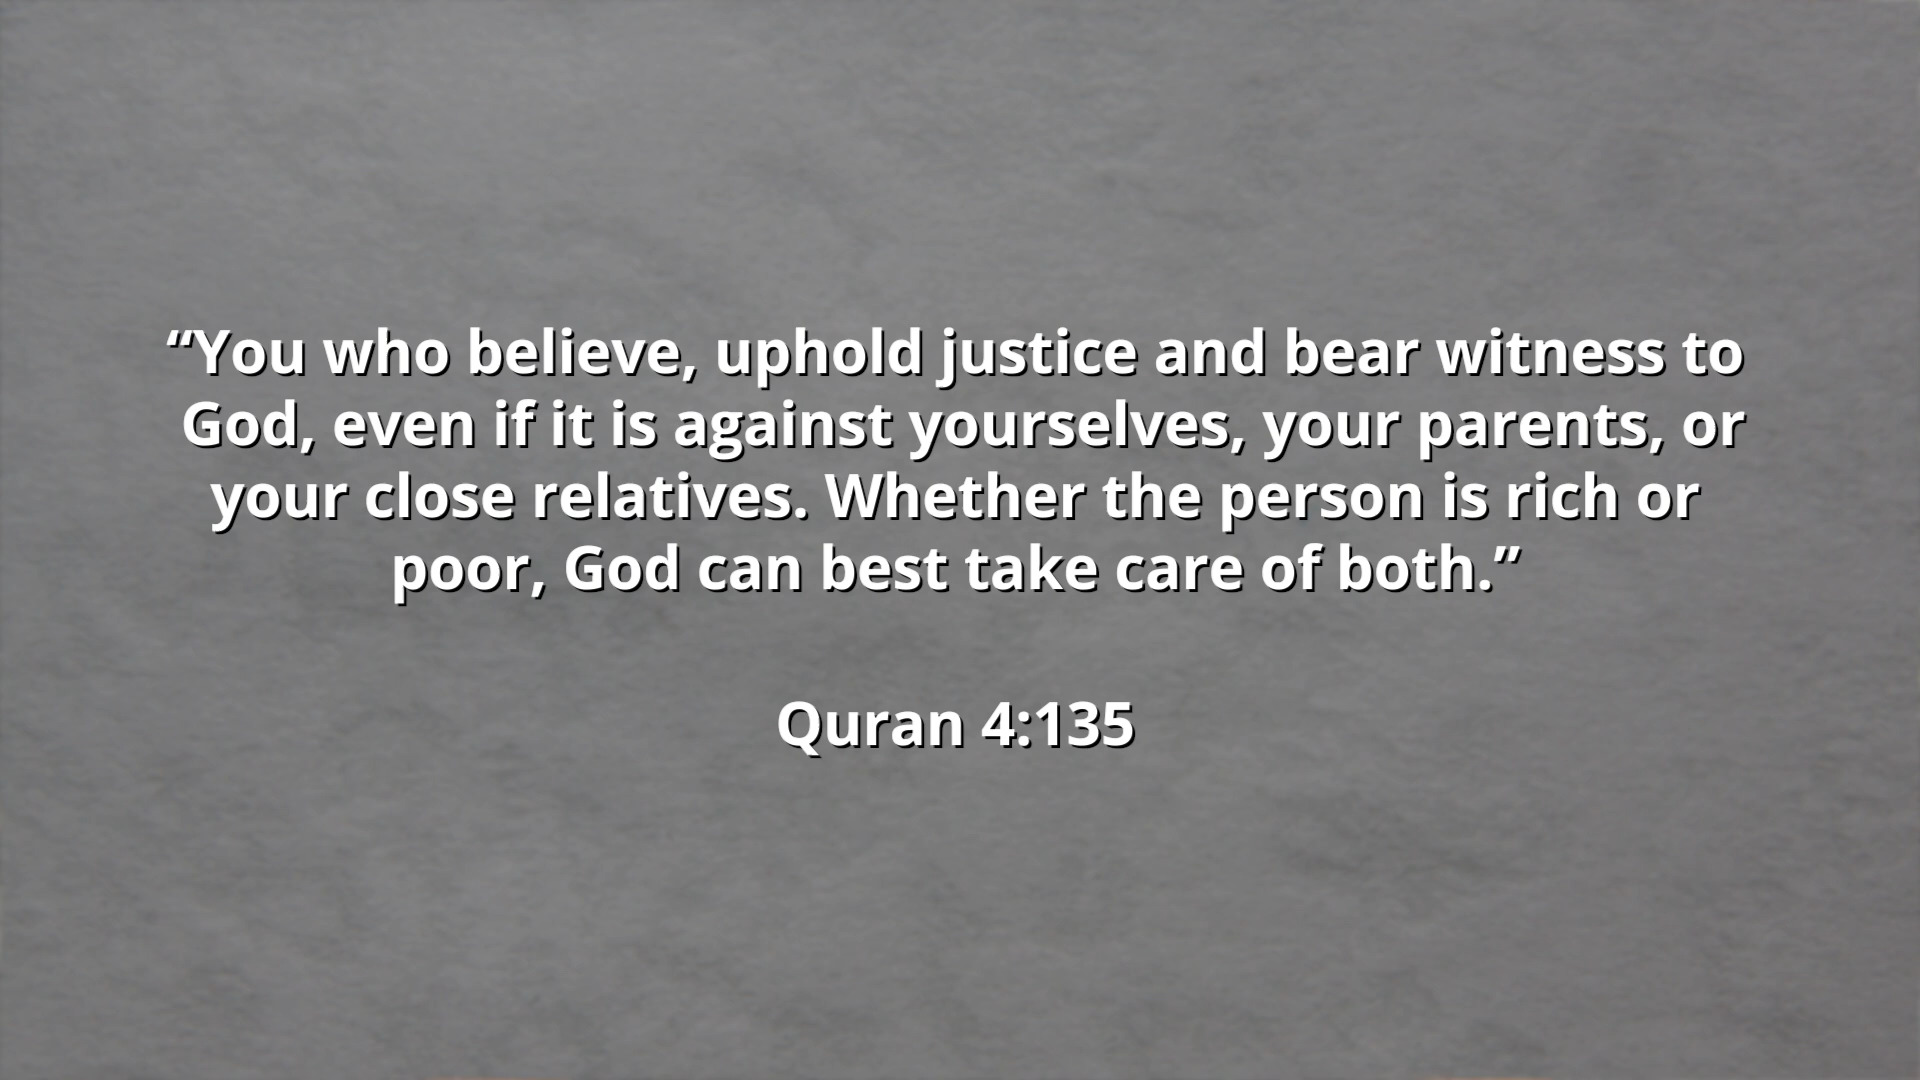 “You who believe, uphold justice and bear witness to
God, even if it is against yourselves, your parents, or
your close relatives. Whether the person is rich or
poor, God can best take care of both.”
Quran 4:135